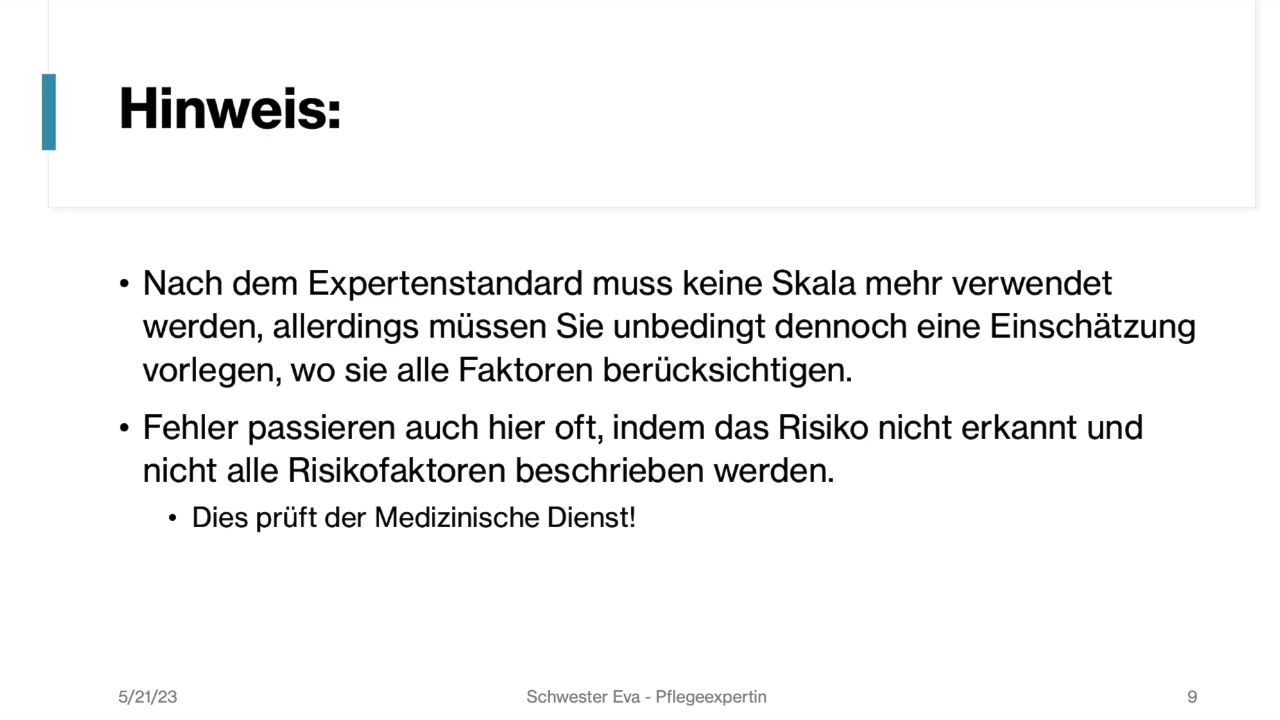 Hinweis:
• Nach dem Expertenstandard muss keine Skala mehr verwendet
werden, allerdings müssen Sie unbedingt dennoch eine Einschätzung
vorlegen, wo sie alle Faktoren berücksichtigen.
• Fehler passieren auch hier oft, indem das Risiko nicht erkannt und
nicht alle Risikofaktoren beschrieben werden.
• Dies prüft der Medizinische Dienst!
5/21/23
Schwester Eva - Pflegeexpertin
9